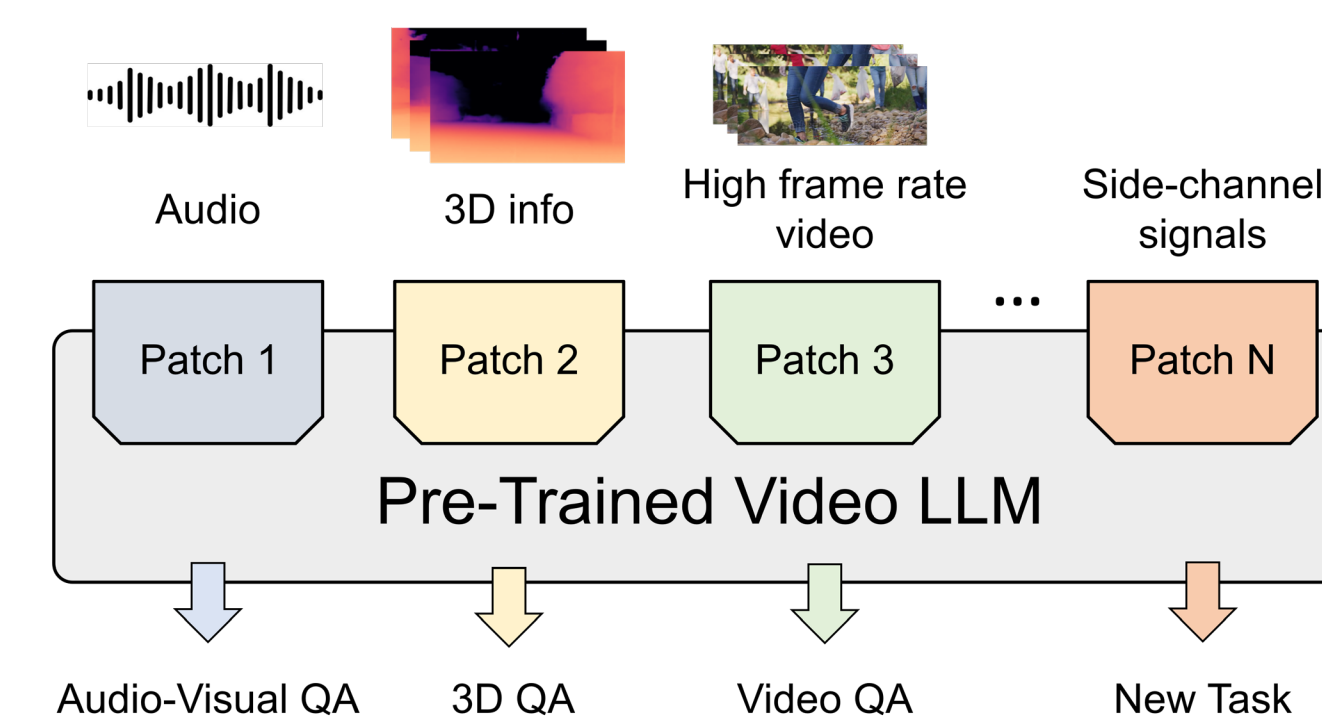 Audio
3D info
High frame rate
video
Side-channel
signals
Patch 1
Patch 2
Patch 3
...
Patch N
Pre-Trained Video LLM
Audio-Visual QA
3D QA
Video QA
New Task